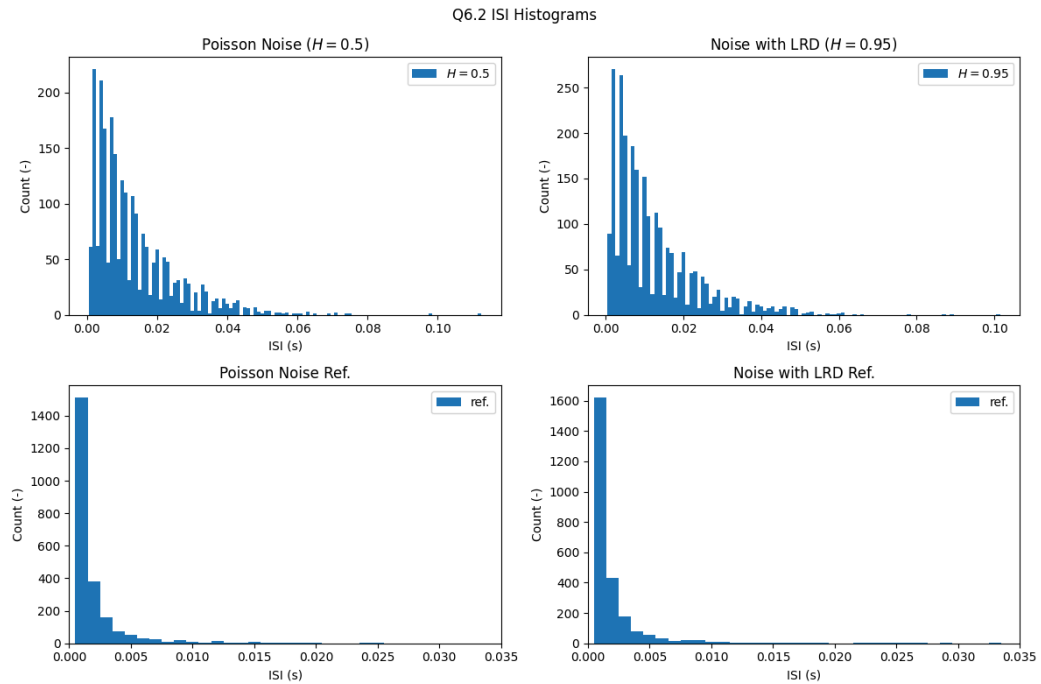 Q6.2 ISI Histograms
Poisson Noise (H = 0.5)
H = 0.5
Count (-)
200
150
100
50
0
0.00 0.02 0.04 0.06 0.08 0.10
ISI (s)
Noise with LRD (H = 0.95)
H = 0.95
Count (-)
250
200
150
100
50
0
0.00 0.02 0.04 0.06 0.08 0.10
ISI (s)
Poisson Noise Ref.
ref.
Count (-)
1400
1200
1000
800
600
400
200
0
0.000 0.005 0.010 0.015 0.020 0.025 0.030 0.035
ISI (s)
Noise with LRD Ref.
ref.
Count (-)
1600
1400
1200
1000
800
600
400
200
0
0.000 0.005 0.010 0.015 0.020 0.025 0.030 0.035
ISI (s)